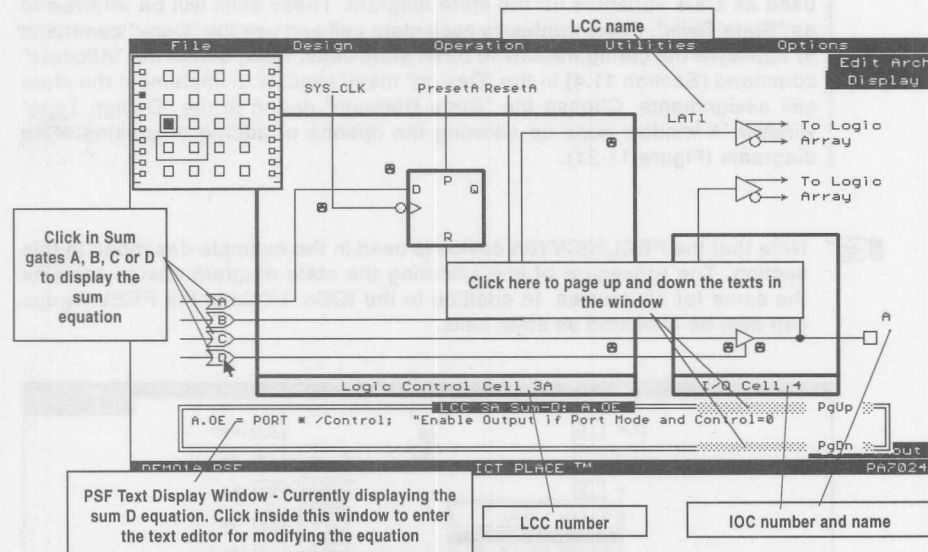 LCC name
File Design Operation Utilities Options
Edit Arch
Display
SYS_CLK PresetA ResetA
LAT1
Logic
Array
To Logic
Array
D P Q
R
Click in Sum
gates A, B, C or D
to display the
sum
equation
A
B
C
D
Click here to page up and down the texts in
the window
A
Logic Control Cell 3A
I/O Cell 4
LCC 3A Sum-D: A.OE
PgUp
A.OE = PORT * /Control; "Enable Output if Port Mode and Control=0
PgDn
out
DEMO1A.PSF ICT PLACE TM PA7024
PSF Text Display Window - Currently displaying the
sum D equation. Click inside this window to enter
the text editor for modifying the equation
LCC number
IOC number and name